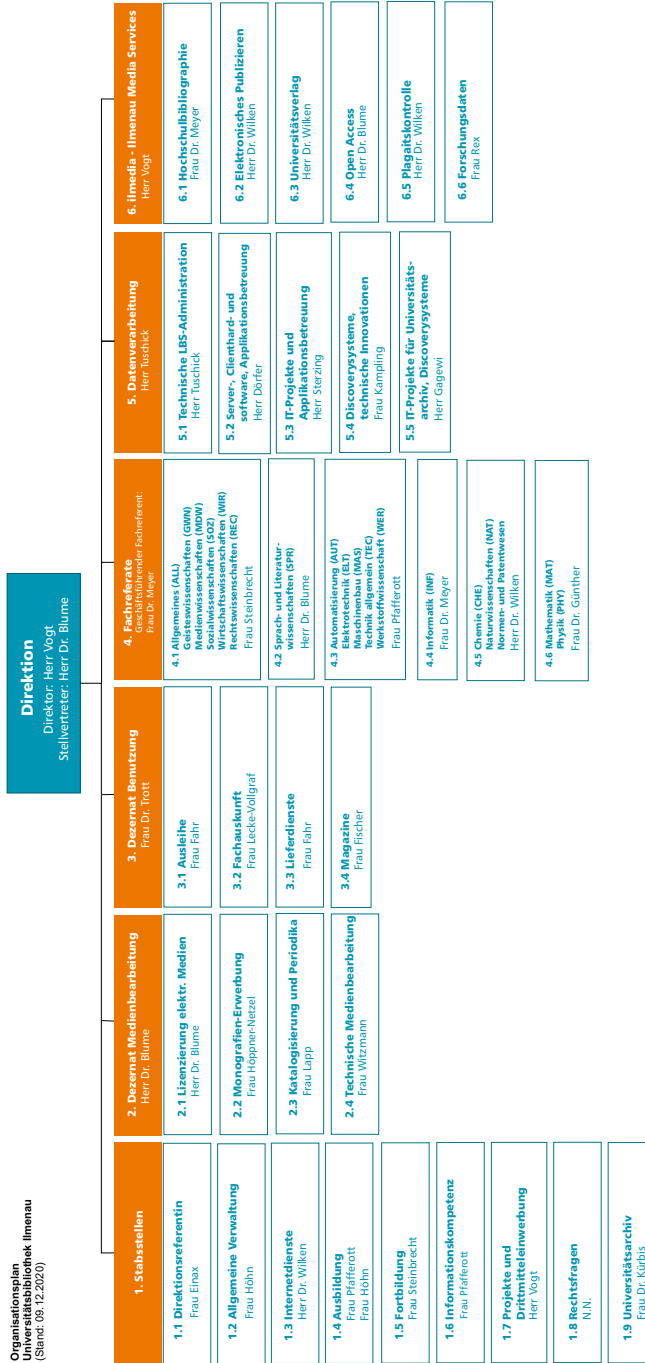 Organisationsplan
Universitätsbibliothek Ilmenau
(Stand: 09.12.2020)
Direktion
Direktor: Herr Vogt
Stellvertreter: Herr Dr. Blume
1. Stabsstellen
1.1 Direktionsreferentin
Frau Einax
1.2 Allgemeine Verwaltung
Frau Höhn
1.3 Internetdienste
Herr Dr. Wilken
1.4 Ausbildung
Frau Pfafferott
Frau Höhn
1.5 Fortbildung
Frau Steinbrecht
1.6 Informationskompetenz
Frau Pfafferott
1.7 Projekte und
Drittmitteleinwerbung
Herr Vogt
1.8 Rechtsfragen
N.N.
1.9 Universitätsarchiv
Frau Dr. Kürbis
2. Dezernat Medienbearbeitung
Herr Dr. Blume
2.1 Lizenzierung elektr. Medien
Herr Dr. Blume
2.2 Monografien-Erwerbung
Frau Höppner-Netzel
2.3 Katalogisierung und Periodika
Frau Lapp
2.4 Technische Medienbearbeitung
Frau Witzmann
3. Dezernat Benutzung
Frau Dr. Trott
3.1 Ausleihe
Frau Fahr
3.2 Fachauskunft
Frau Lecke-Vollgraf
3.3 Lieferdienste
Frau Fahr
3.4 Magazine
Frau Fischer
4. Fachreferate
Geschäftsführender Fachreferent:
Frau Dr. Meyer
4.1 Allgemeines (ALL)
Geisteswissenschaften (GWN)
Medienwissenschaften (MDW)
Sozialwissenschaften (SOZ)
Wirtschaftswissenschaften (WIR)
Rechtswissenschaften (REC)
Frau Steinbrecht
4.2 Sprach- und Literatur-
wissenschaften (SPR)
Herr Dr. Blume
4.3 Automatisierung (AUT)
Elektrotechnik (ELT)
Maschinenbau (MAS)
Technik allgemein (TEC)
Werkstoffwissenschaft (WER)
Frau Pfafferott
4.4 Informatik (INF)
Frau Dr. Meyer
4.5 Chemie (CHE)
Naturwissenschaften (NAT)
Normen- und Patentwesen
Herr Dr. Wilken
4.6 Mathematik (MAT)
Physik (PHY)
Frau Dr. Günther
5. Datenverarbeitung
Herr Tuschick
5.1 Technische LBS-Administration
Herr Tuschick
5.2 Server-, Clienthard- und
software, Applikationsbetreuung
Herr Dörfer
5.3 IT-Projekte und
Applikationsbetreuung
Herr Sterzing
5.4 Discoverysysteme,
technische Innovationen
Frau Kampling
5.5 IT-Projekte für Universitäts-
archiv, Discoverysysteme
Herr Gagewi
6. ilmedia - Ilmenau Media Services
Herr Vogt
6.1 Hochschulbibliographie
Frau Dr. Meyer
6.2 Elektronisches Publizieren
Herr Dr. Wilken
6.3 Universitätsverlag
Herr Dr. Wilken
6.4 Open Access
Herr Dr. Blume
6.5 Plagaitskontrolle
Herr Dr. Wilken
6.6 Forschungsdaten
Frau Rex